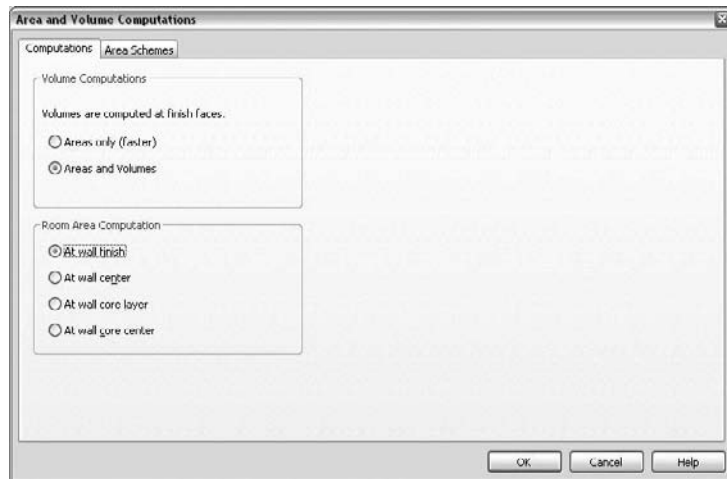 Area and Volume Computations
Computations Area Schemes
Volume Computations
Volumes are computed at finish faces.
Areas only (faster)
Areas and Volumes
Room Area Computation
At wall finish
At wall center
At wall core layer
At wall core center
OK Cancel Help